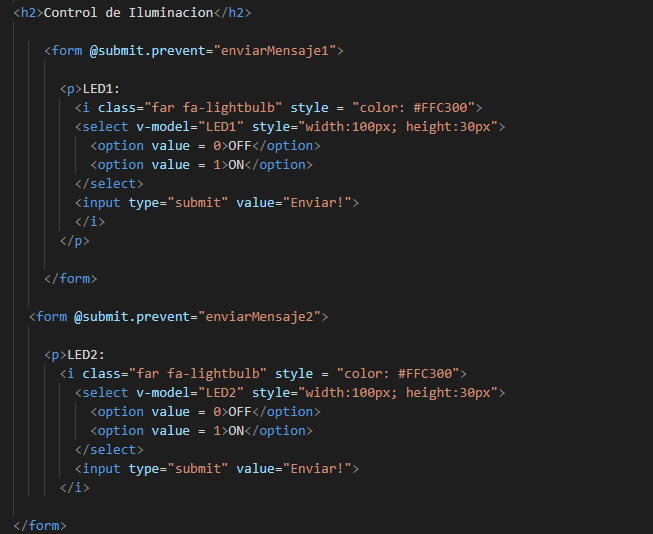 <h2>Control de Iluminacion</h2>
<form @submit.prevent="enviarMensaje1">
<p>LED1:
<i class="far fa-lightbulb" style = "color: #FFC300">
<select v-model="LED1" style="width:100px; height:30px">
<option value = 0>OFF</option>
<option value = 1>ON</option>
</select>
<input type="submit" value="Enviar!">
</i>
</p>
</form>
<form @submit.prevent="enviarMensaje2">
<p>LED2:
<i class="far fa-lightbulb" style = "color: #FFC300">
<select v-model="LED2" style="width:100px; height:30px">
<option value = 0>OFF</option>
<option value = 1>ON</option>
</select>
<input type="submit" value="Enviar!">
</i>
</form>